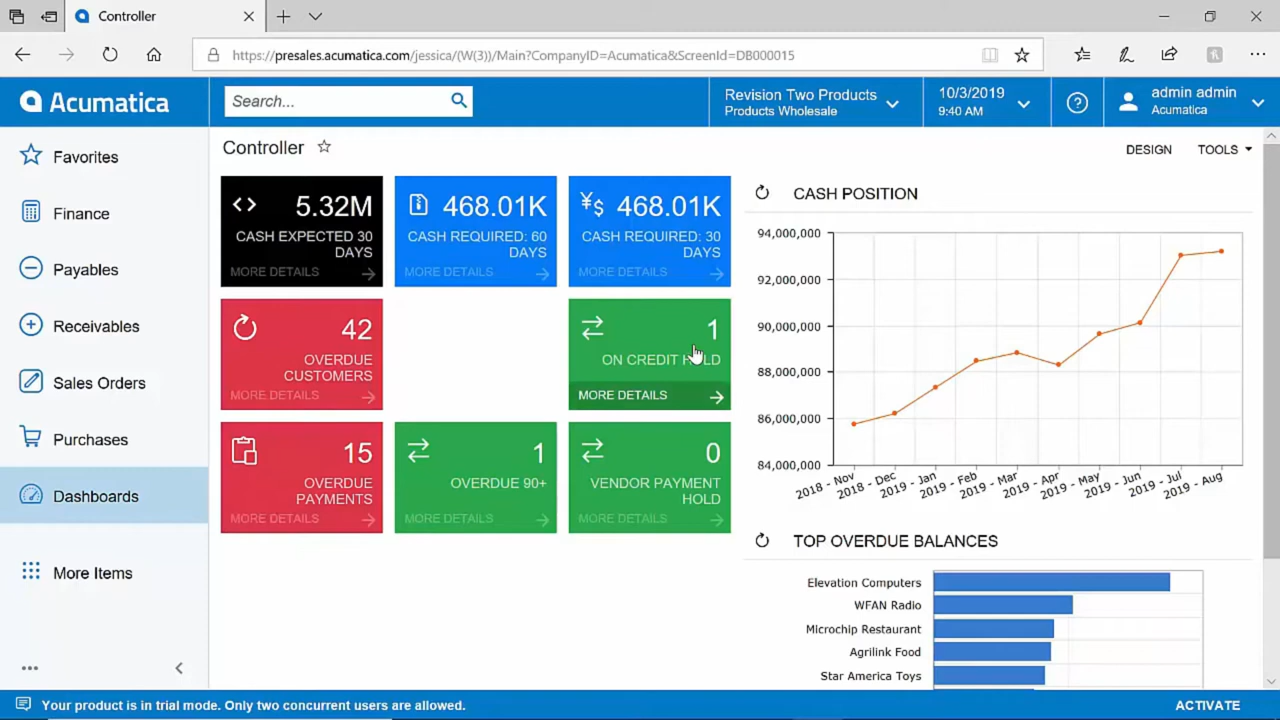 Controller
https://presales.acumatica.com/jessica/(W(3))/Main?CompanyID=Acumatica&ScreenId=DB000015
Acumatica
Search...
Revision Two Products
Products Wholesale
10/3/2019
9:40 AM
admin admin
Acumatica
Favorites
Finance
Payables
Receivables
Sales Orders
Purchases
Dashboards
More Items
Controller
DESIGN
TOOLS
5.32M
CASH EXPECTED 30
DAYS
MORE DETAILS
468.01K
CASH REQUIRED: 60
DAYS
MORE DETAILS
¥$ 468.01K
CASH REQUIRED: 30
DAYS
MORE DETAILS
42
OVERDUE
CUSTOMERS
MORE DETAILS
1
ON CREDIT HOLD
MORE DETAILS
15
OVERDUE
PAYMENTS
MORE DETAILS
1
OVERDUE 90+
MORE DETAILS
0
VENDOR PAYMENT
HOLD
MORE DETAILS
CASH POSITION
94,000,000
92,000,000
90,000,000
88,000,000
86,000,000
84,000,000
2018 - Nov
2018 - Dec
2019 - Jan
2019 - Feb
2019 - Mar
2019 - Apr
2019 - May
2019 - Jun
2019 - Jul
2019 - Aug
TOP OVERDUE BALANCES
Elevation Computers
WFAN Radio
Microchip Restaurant
Agrilink Food
Star America Toys
Your product is in trial mode. Only two concurrent users are allowed.
ACTIVATE